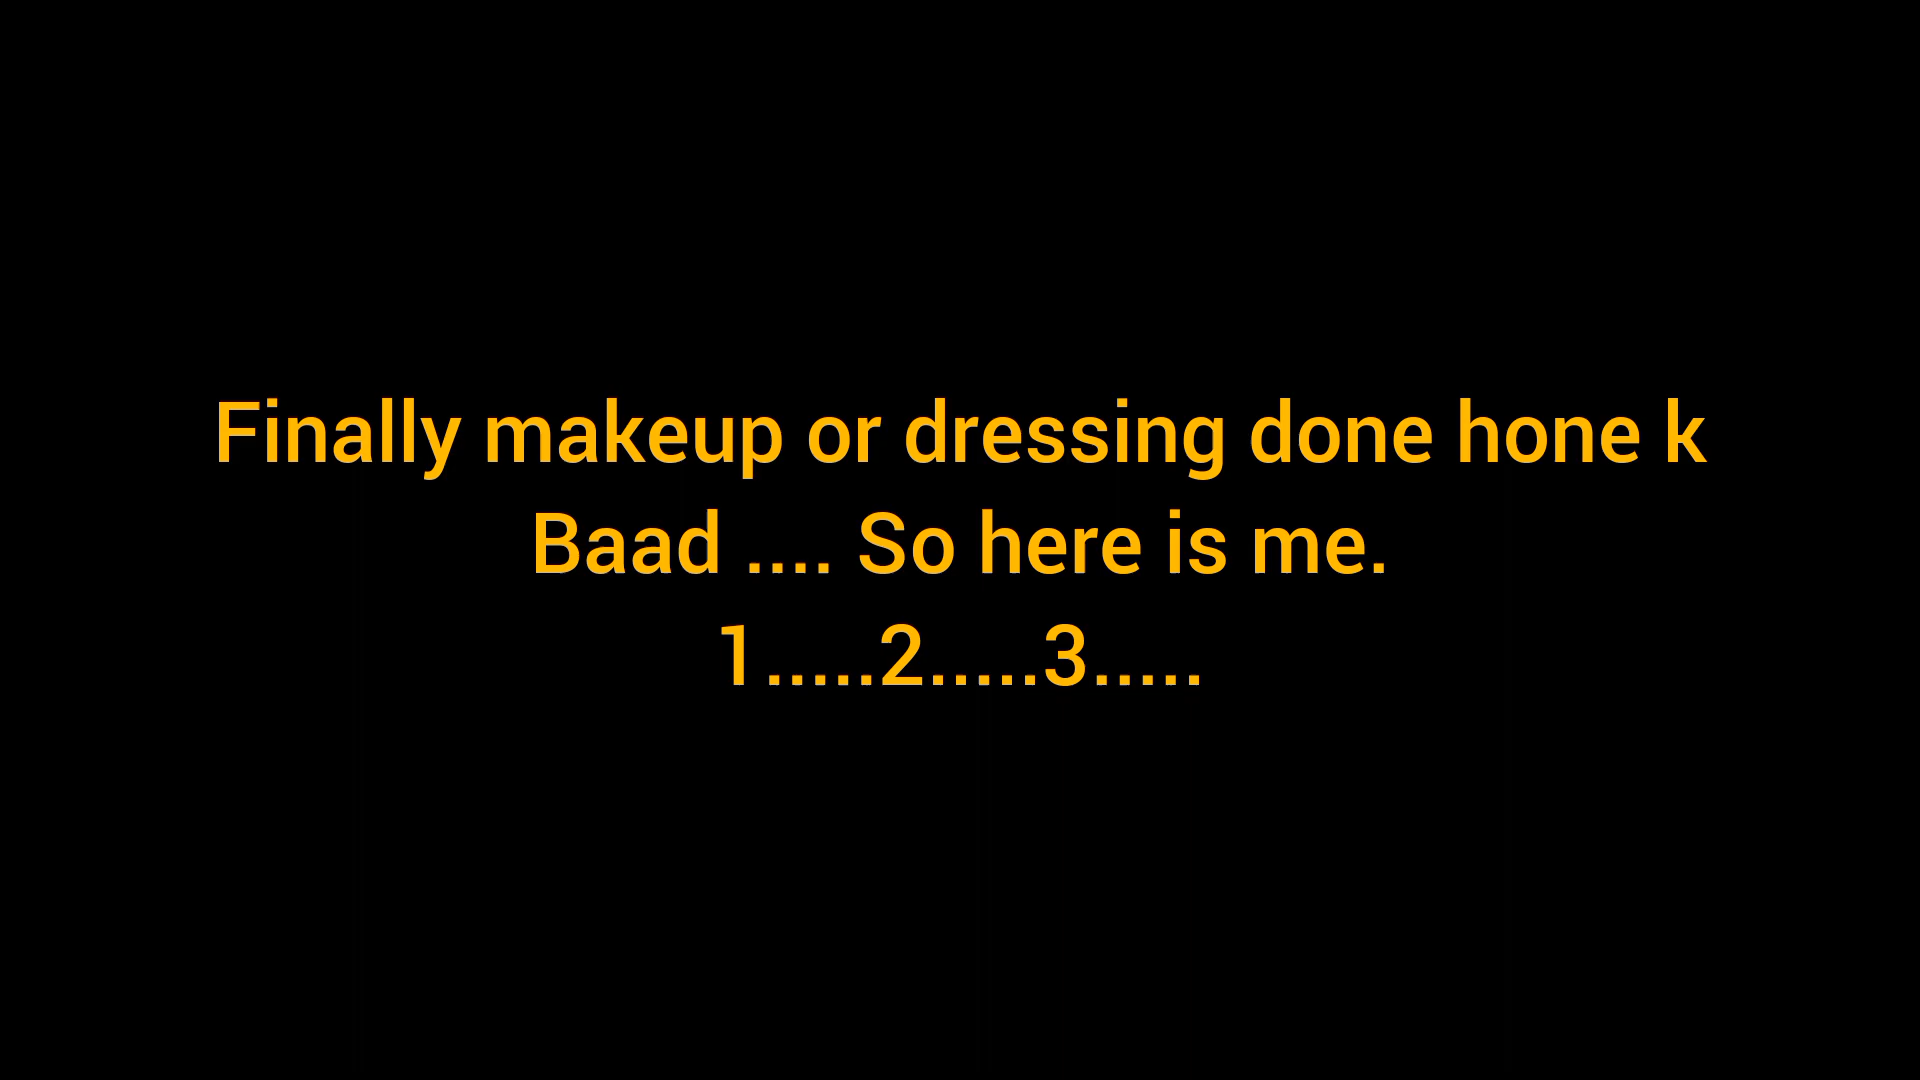 Finally makeup or dressing done hone k
Baad .... So here is me.
1.....2.....3.....